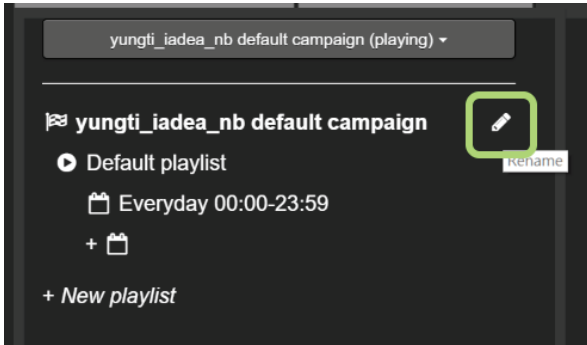 yungti_iadea_nb default campaign (playing)
yungti_iadea_nb default campaign
Rename
Default playlist
Everyday 00:00-23:59
+
+ New playlist